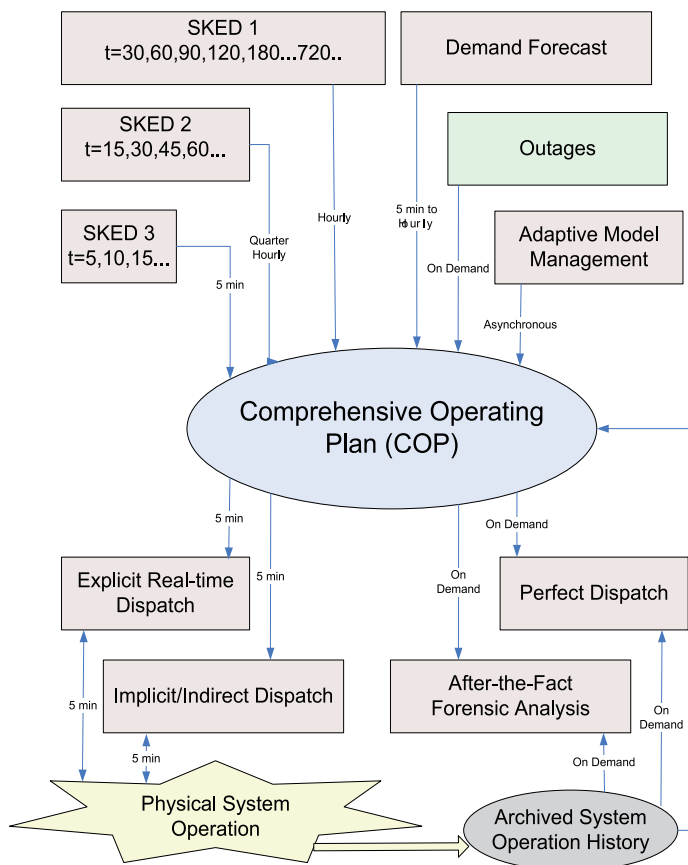 SKED 1
t=30,60,90,120,180...720..
Demand Forecast
SKED 2
t=15,30,45,60...
Outages
SKED 3
t=5,10,15...
Adaptive Model
Management
Hourly
5 min to
Hourly
Quarter
Hourly
On Demand
5 min
Asynchronous
Comprehensive Operating
Plan (COP)
5 min
On Demand
5 min
On
Demand
Explicit Real-time
Dispatch
Perfect Dispatch
Implicit/Indirect Dispatch
After-the-Fact
Forensic Analysis
5 min
On
Demand
5 min
On Demand
Physical System
Operation
Archived System
Operation History